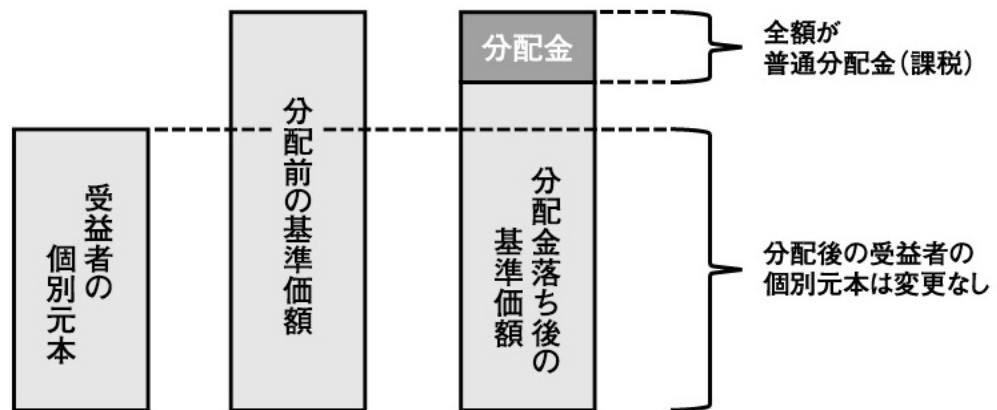 受益者の
個別元本
分配前の基準価額
分配金
分配金落ち後の
基準価額
全額が
普通分配金（課税）
分配後の受益者の
個別元本は変更なし